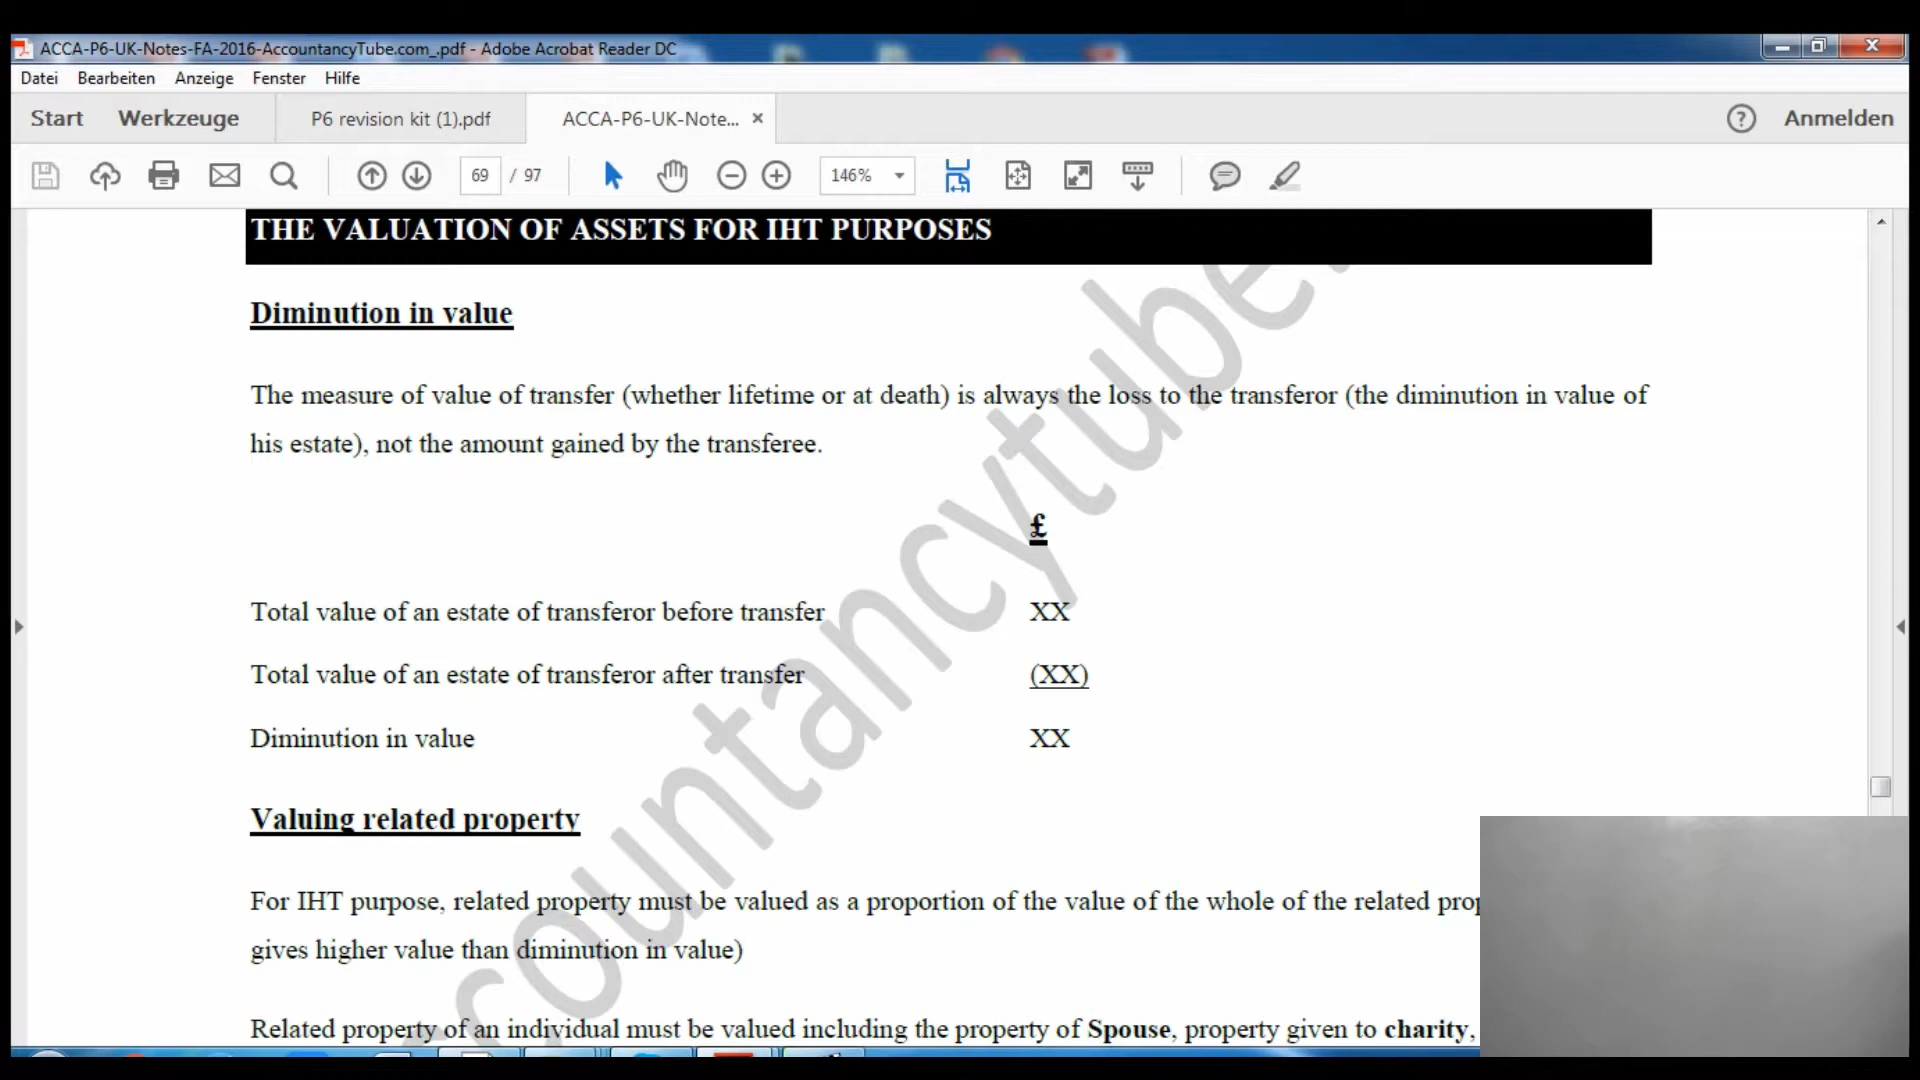 ACCA-P6-UK-Notes-FA-2016-AccountancyTube.com_.pdf - Adobe Acrobat Reader DC
Datei Bearbeiten Anzeige Fenster Hilfe
Start Werkzeuge P6 revision kit (1).pdf ACCA-P6-UK-Note... × ? Anmelden
69 / 97 146%
THE VALUATION OF ASSETS FOR IHT PURPOSES
Diminution in value
The measure of value of transfer (whether lifetime or at death) is always the loss to the transferor (the diminution in value of
his estate), not the amount gained by the transferee.
£
Total value of an estate of transferor before transfer XX
Total value of an estate of transferor after transfer (XX)
Diminution in value XX
Valuing related property
For IHT purpose, related property must be valued as a proportion of the value of the whole of the related
gives higher value than diminution in value)
Related property of an individual must be valued including the property of Spouse, property given to charity,
countancytube.